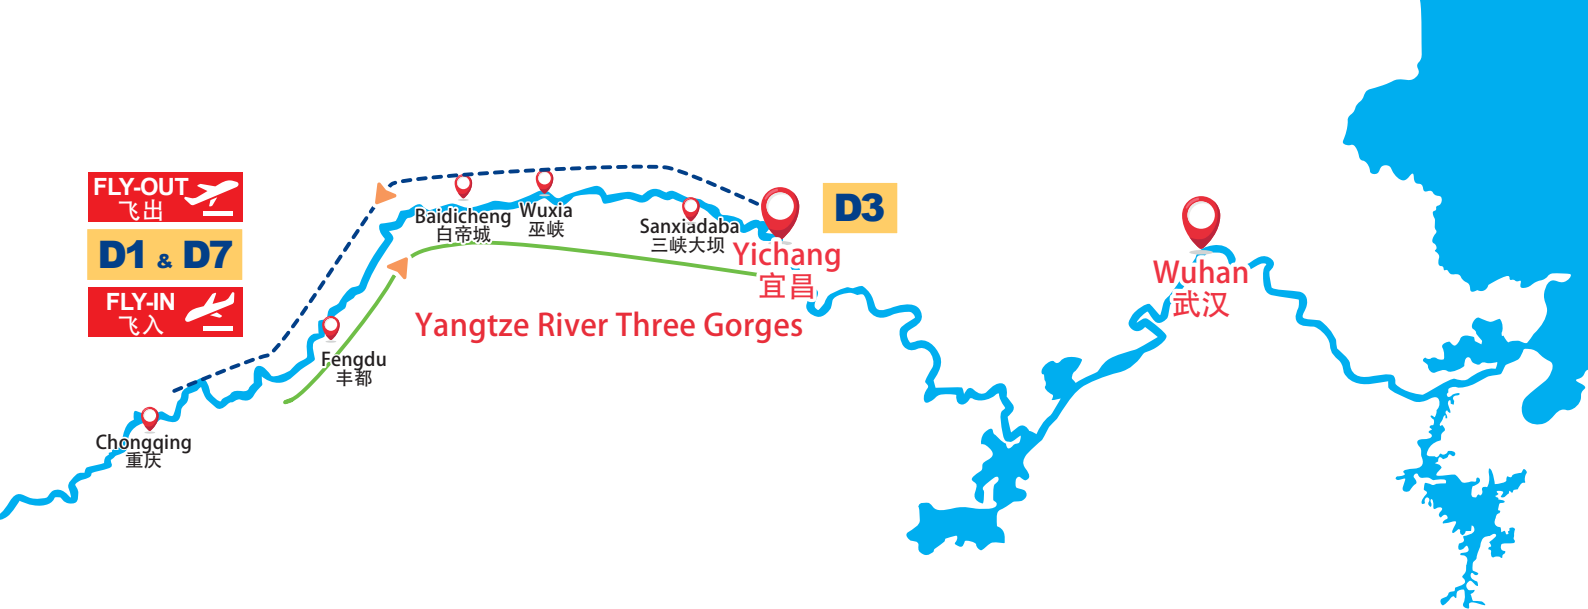 FLY-OUT
飞出
D1 & D7
FLY-IN
飞入
Baidicheng
白帝城
Wuxia
巫峡
Sanxiadaba
三峡大坝
D3
Yichang
宜昌
Wuhan
武汉
Yangtze River Three Gorges
Fengdu
丰都
Chongqing
重庆